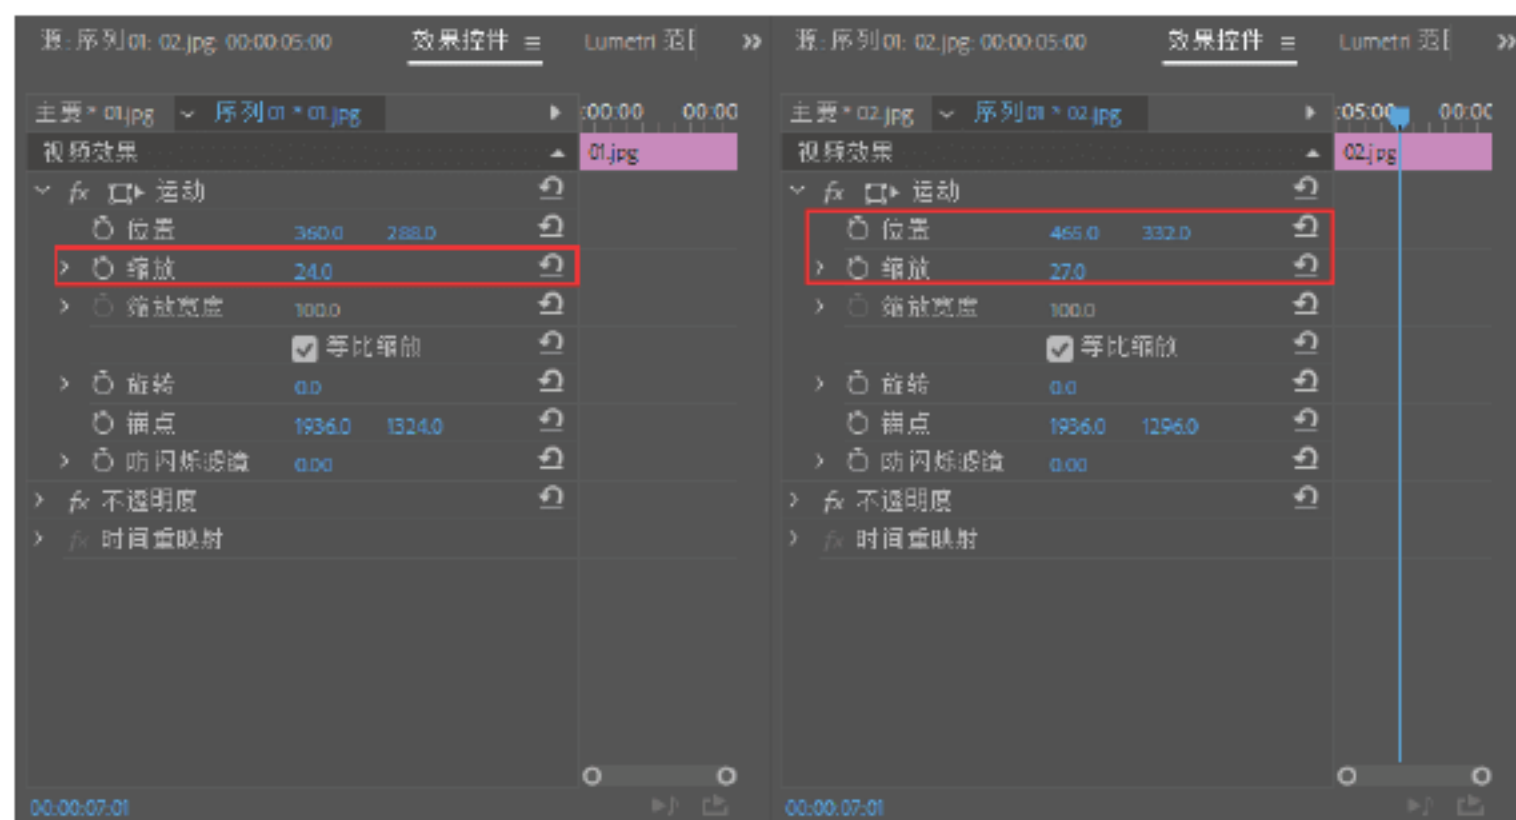 源: 序列 01: 02.jpg: 00:00:05:00 效果控件 Lumetri 范
主要 * 01.jpg 序列 01 * 01.jpg :00:00 00:00
视频效果 01.jpg
fx 运动
位置 360.0 288.0
缩放 24.0
缩放宽度 100.0
等比缩放
旋转 0.0
锚点 1936.0 1324.0
防闪烁滤镜 0.00
fx 不透明度
fx 时间重映射
00:00:07:01
源: 序列 01: 02.jpg: 00:00:05:00 效果控件 Lumetri 范
主要 * 02.jpg 序列 01 * 02.jpg :05:00 00:00
视频效果 02.jpg
fx 运动
位置 465.0 332.0
缩放 27.0
缩放宽度 100.0
等比缩放
旋转 0.0
锚点 1936.0 1296.0
防闪烁滤镜 0.00
fx 不透明度
fx 时间重映射
00:00:07:01